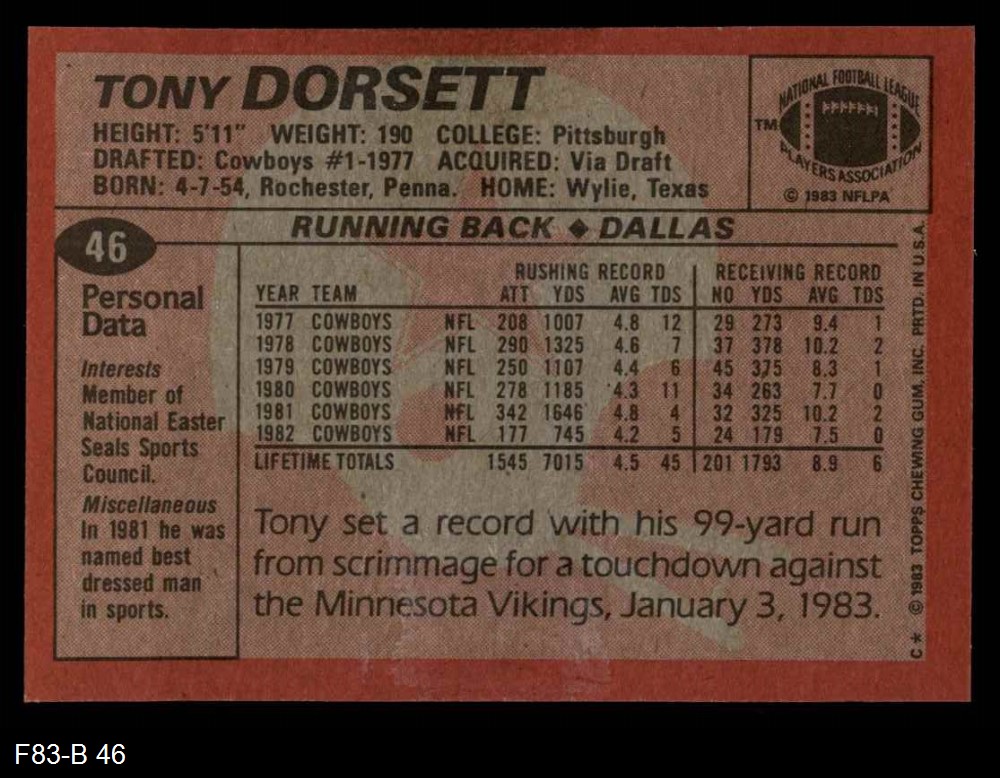 TONY DORSETT
HEIGHT: 5'11" WEIGHT: 190 COLLEGE: Pittsburgh
DRAFTED: Cowboys #1-1977 ACQUIRED: Via Draft
BORN: 4-7-54, Rochester, Penna. HOME: Wylie, Texas
NATIONAL FOOTBALL LEAGUE
TM
PLAYERS ASSOCIATION
© 1983 NFLPA
RUNNING BACK ◆ DALLAS
46
Personal
Data
Interests
Member of
National Easter
Seals Sports
Council.
Miscellaneous
In 1981 he was
named best
dressed man
in sports.
RUSHING RECORD RECEIVING RECORD
YEAR TEAM ATT YDS AVG TDS NO YDS AVG TDS
1977 COWBOYS NFL 208 1007 4.8 12 29 273 9.4 1
1978 COWBOYS NFL 290 1325 4.6 7 37 378 10.2 2
1979 COWBOYS NFL 250 1107 4.4 6 45 375 8.3 1
1980 COWBOYS NFL 278 1185 4.3 11 34 263 7.7 0
1981 COWBOYS NFL 342 1646 4.8 4 32 325 10.2 2
1982 COWBOYS NFL 177 745 4.2 5 24 179 7.5 0
LIFETIME TOTALS 1545 7015 4.5 45 201 1793 8.9 6
Tony set a record with his 99-yard run
from scrimmage for a touchdown against
the Minnesota Vikings, January 3, 1983.
C* © 1983 TOPPS CHEWING GUM, INC. PRTD. IN U.S.A.
F83-B 46